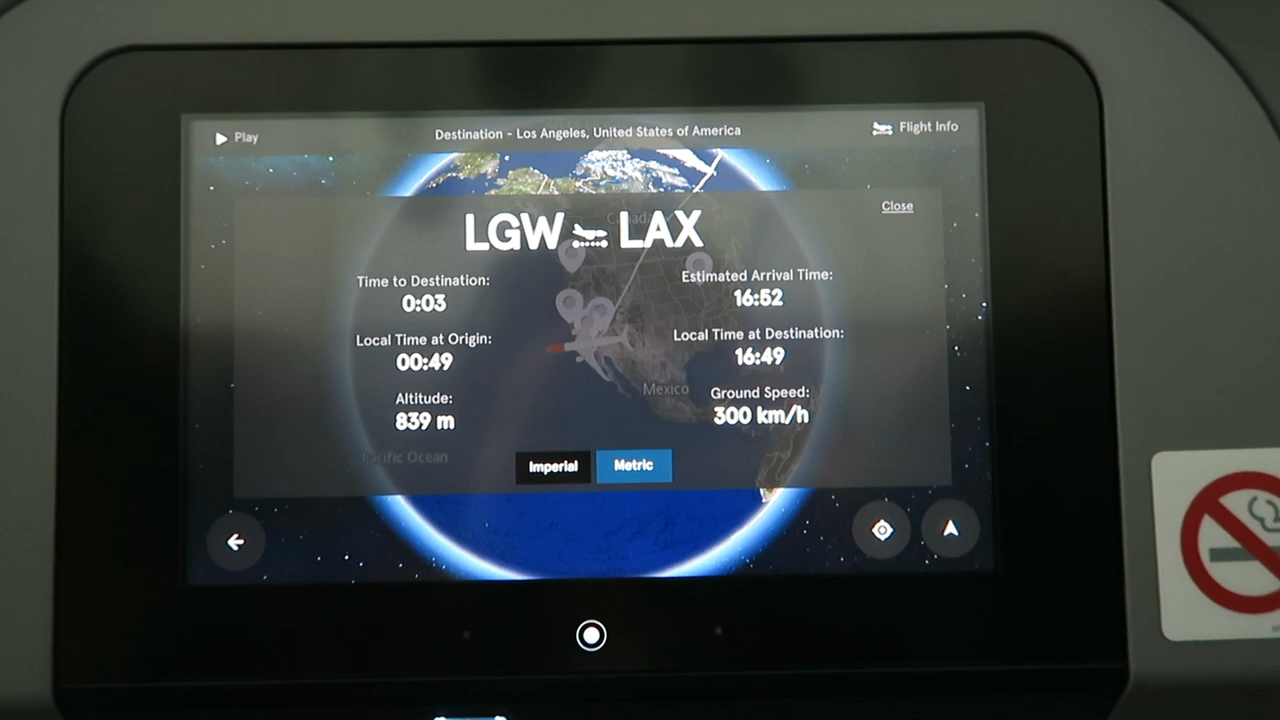 Play
Destination - Los Angeles, United States of America
Flight Info
Close
Canada
LGW LAX
Time to Destination:
0:03
Estimated Arrival Time:
16:52
Local Time at Origin:
00:49
Local Time at Destination:
16:49
Altitude:
839 m
Mexico
Ground Speed:
300 km/h
Pacific Ocean
Imperial
Metric